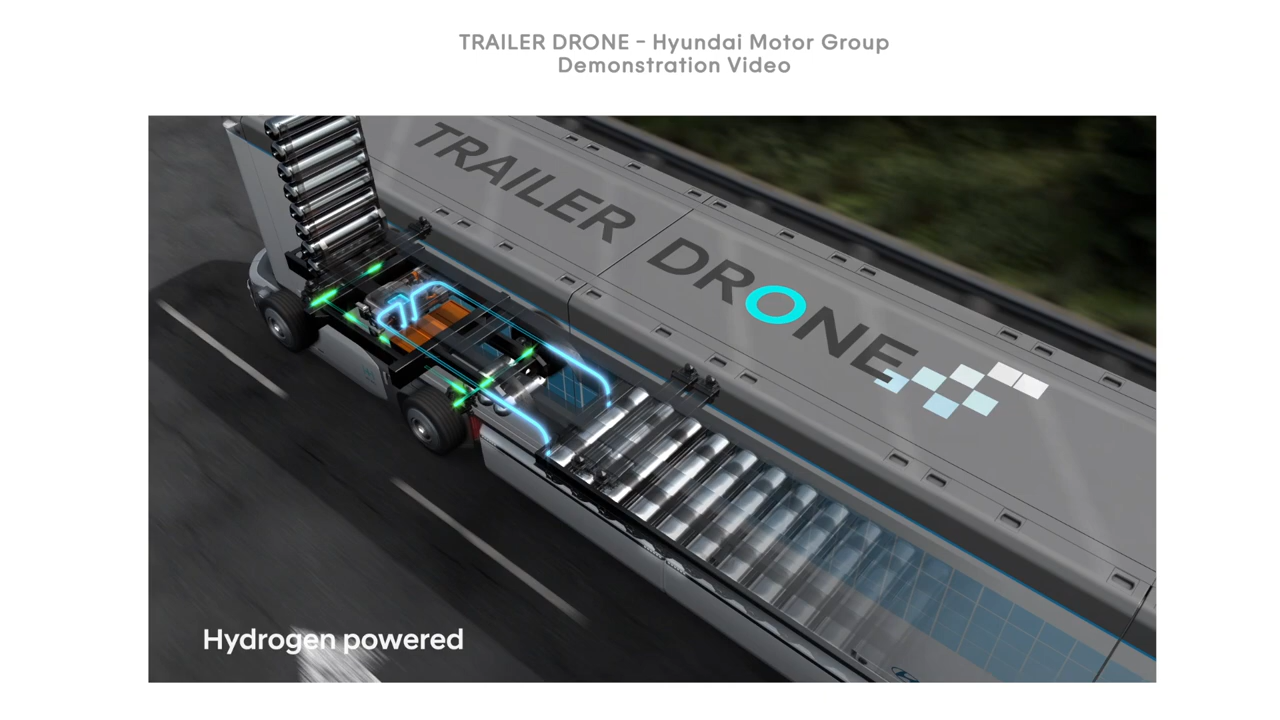 TRAILER DRONE - Hyundai Motor Group
Demonstration Video
TRAILER DRONE
Hydrogen powered